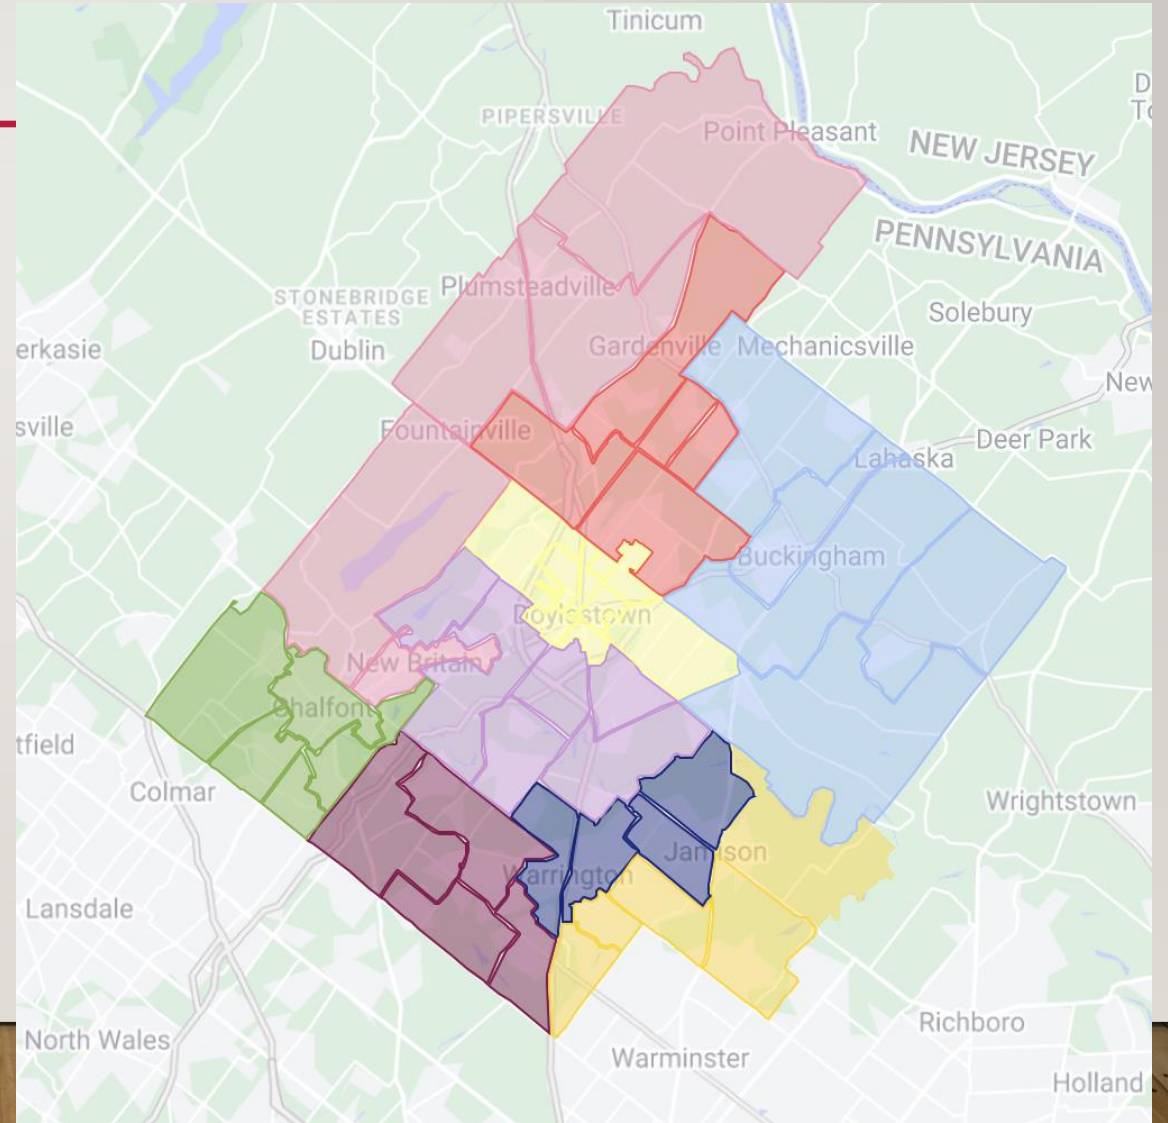 Tinicum
D
To
PIPERSVILLE
Point Pleasant
NEW JERSEY
PENNSYLVANIA
Plumsteadville
STONEBRIDGE
ESTATES
Solebury
erkasie
Dublin
Gardenville
Mechanicsville
New
sville
Fountainville
Deer Park
Lahaska
Buckingham
Doylestown
New Britain
Chalfont
tfield
Colmar
Wrightstown
Jamison
Warrington
Lansdale
Richboro
North Wales
Warminster
Holland